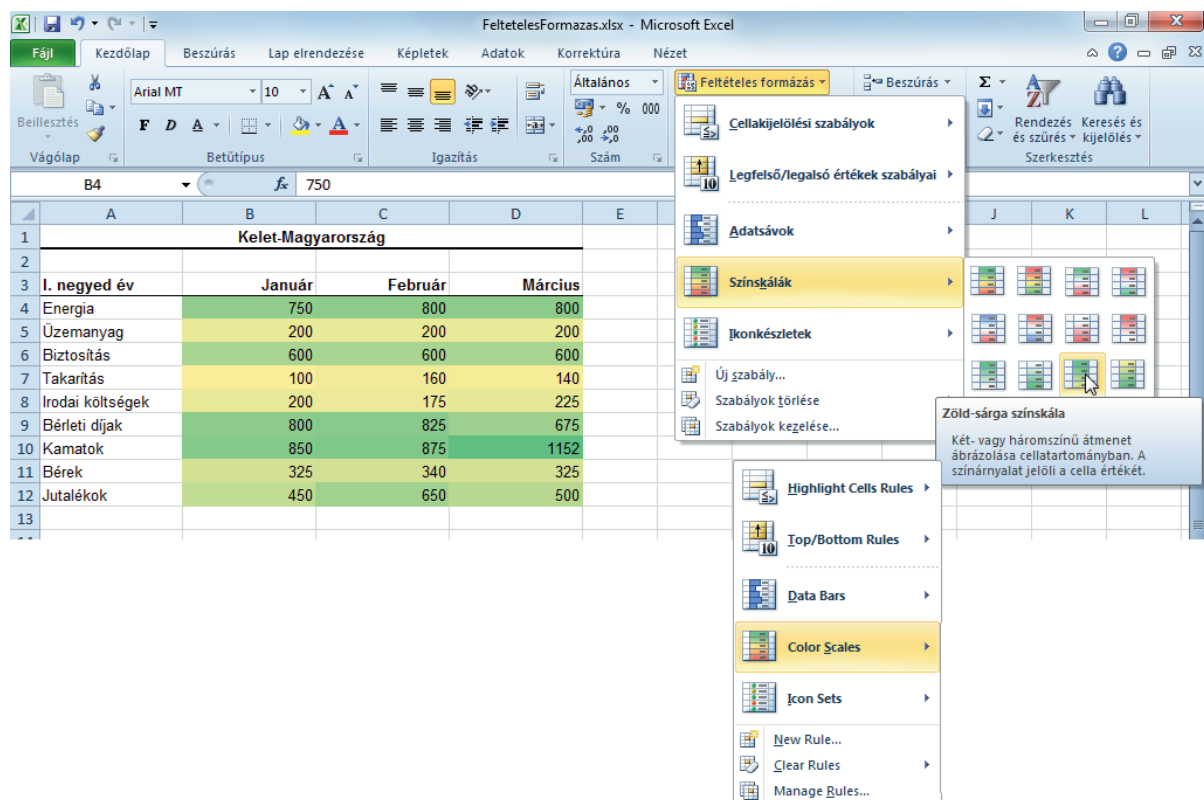 FeltetelesFormazas.xlsx - Microsoft Excel
Fájl Kezdőlap Beszúrás Lap elrendezése Képletek Adatok Korrektúra Nézet
Beillesztés
Vágólap
Arial MT 10
F D A
Betűtípus
Igazítás
Általános
% 000
Szám
Feltételes formázás
Beszúrás
Rendezés és szűrés
Keresés és kijelölés
Szerkesztés
B4 fx 750
A B C D E J K L
1 Kelet-Magyarország
2
3 I. negyed év Január Február Március
4 Energia 750 800 800
5 Üzemanyag 200 200 200
6 Biztosítás 600 600 600
7 Takarítás 100 160 140
8 Irodai költségek 200 175 225
9 Bérleti díjak 800 825 675
10 Kamatok 850 875 1152
11 Bérek 325 340 325
12 Jutalékok 450 650 500
13
Cellakijelölési szabályok
Legfelső/legalsó értékek szabályai
Adatsávok
Színskálák
Ikonkészletek
Új szabály...
Szabályok törlése
Szabályok kezelése...
Zöld-sárga színskála
Két- vagy háromszínű átmenet
ábrázolása cellatartományban. A
színárnyalat jelöli a cella értékét.
Highlight Cells Rules
Top/Bottom Rules
Data Bars
Color Scales
Icon Sets
New Rule...
Clear Rules
Manage Rules...